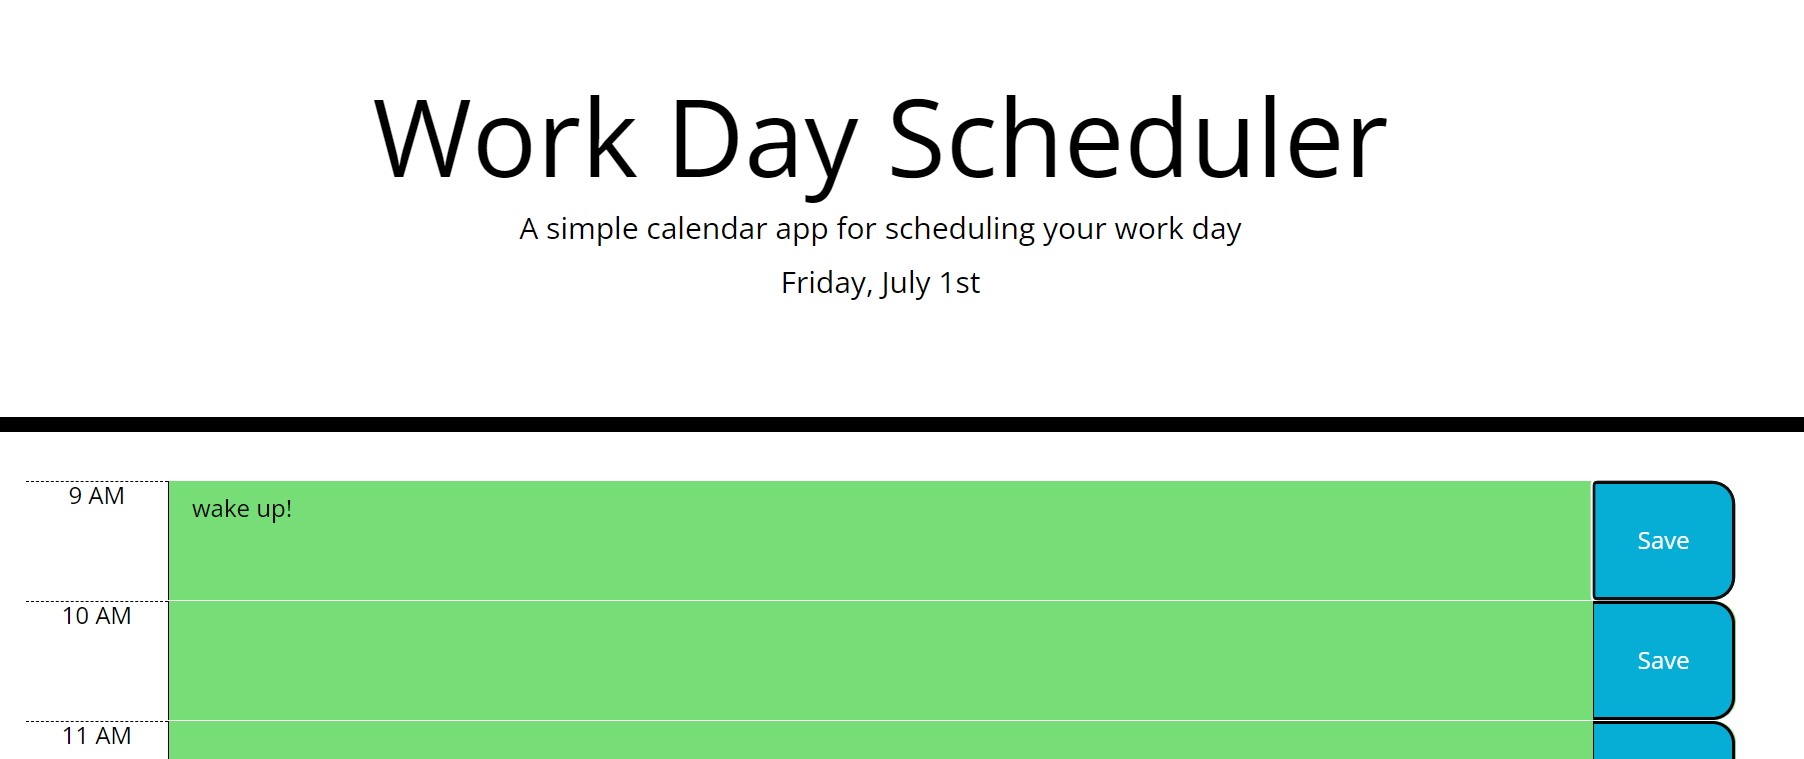 Work Day Scheduler
A simple calendar app for scheduling your work day
Friday, July 1st
9 AM
wake up!
Save
10 AM
Save
11 AM